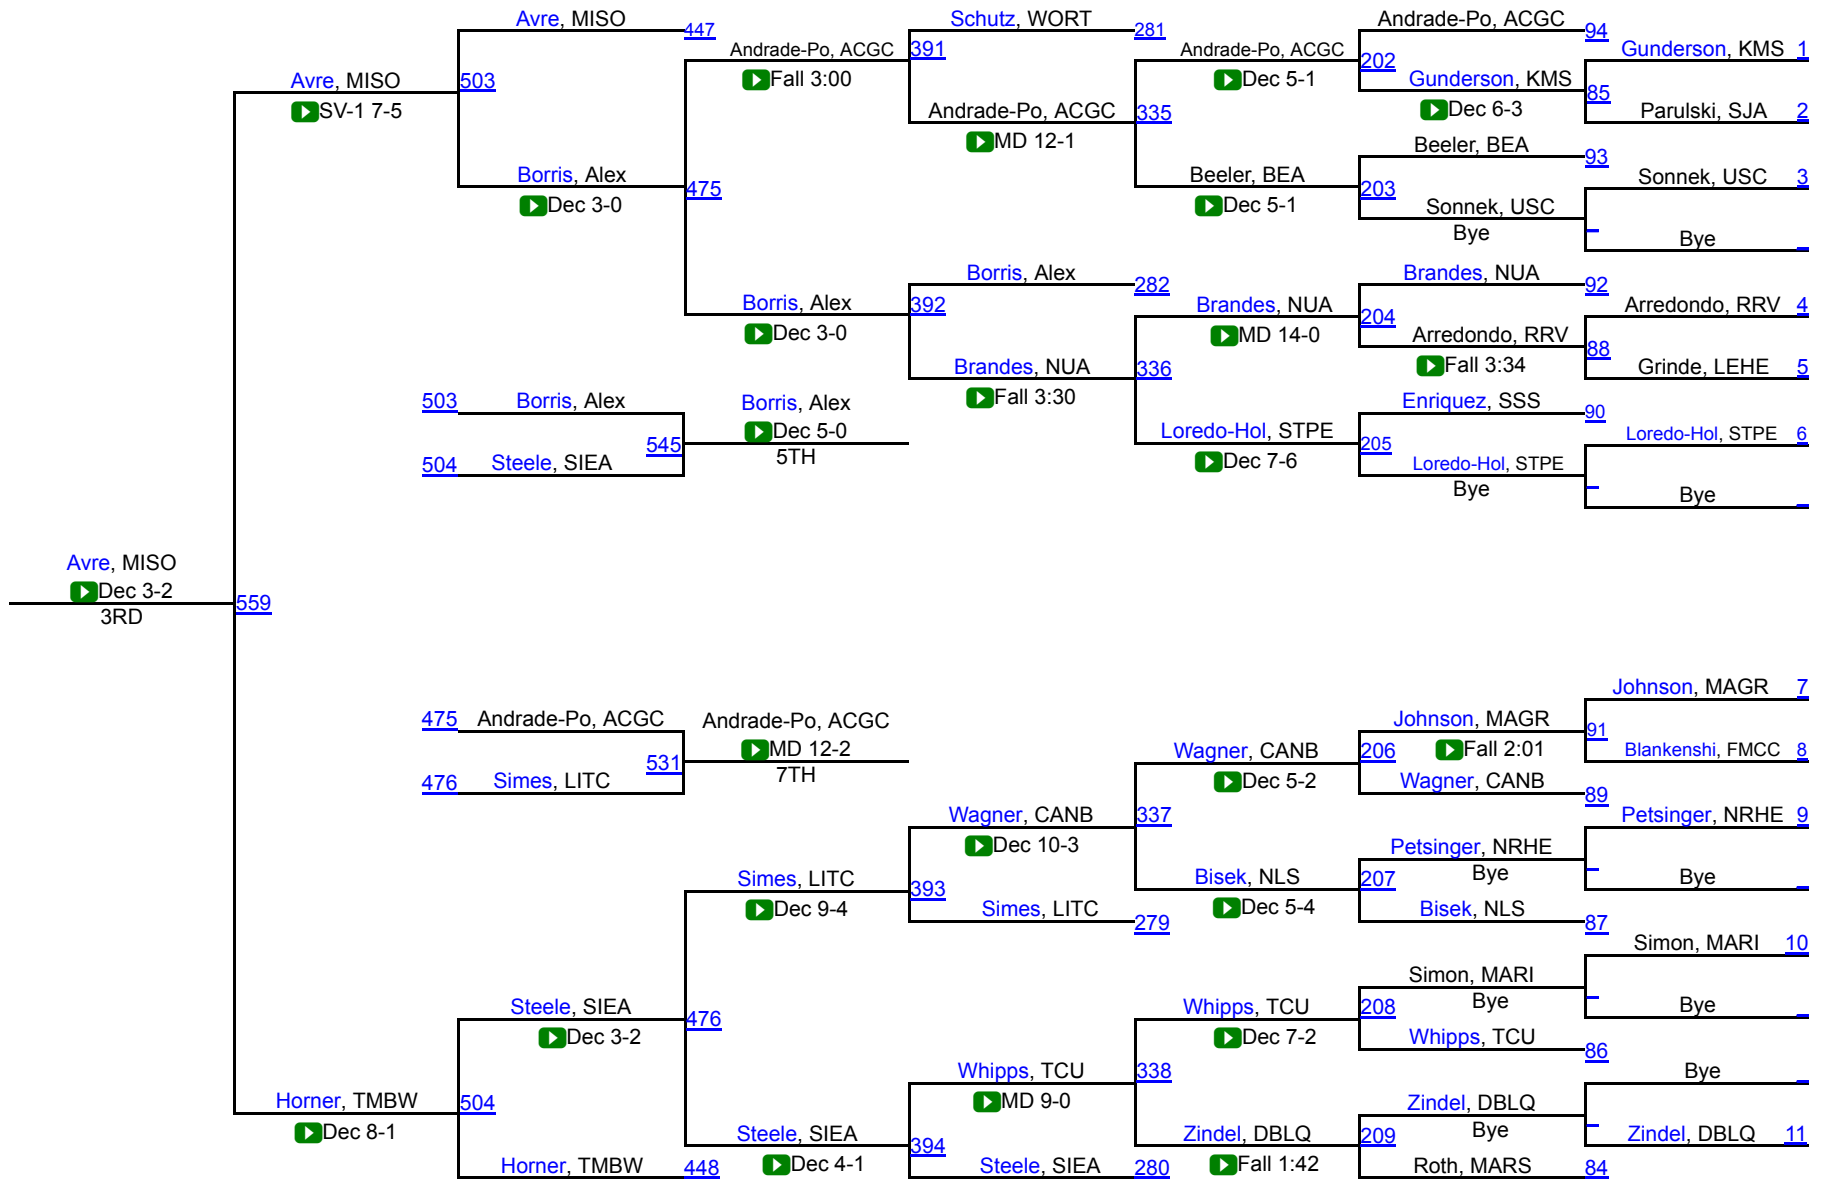 Avre, MISO
447
Schutz, WORT
281
Andrade-Po, ACGC
94
Andrade-Po, ACGC
391
Andrade-Po, ACGC
202
Gunderson, KMS
1
Avre, MISO
503
Fall 3:00
Dec 5-1
Gunderson, KMS
85
SV-1 7-5
Andrade-Po, ACGC
335
Dec 6-3
Parulski, SJA
2
MD 12-1
Beeler, BEA
93
Borris, Alex
475
Beeler, BEA
203
Sonnek, USC
3
Dec 3-0
Dec 5-1
Sonnek, USC
Bye
Bye
Borris, Alex
282
Brandes, NUA
92
Borris, Alex
392
Brandes, NUA
204
Arredondo, RRV
4
Dec 3-0
MD 14-0
Arredondo, RRV
88
Brandes, NUA
336
Fall 3:34
Grinde, LEHE
5
503
Borris, Alex
Borris, Alex
Fall 3:30
Enriquez, SSS
90
Dec 5-0
Loredo-Hol, STPE
205
Loredo-Hol, STPE
6
545
5TH
504
Steele, SIEA
Dec 7-6
Loredo-Hol, STPE
Bye
Bye
Avre, MISO
Dec 3-2
559
3RD
Johnson, MAGR
7
475
Andrade-Po, ACGC
Andrade-Po, ACGC
Johnson, MAGR
91
MD 12-2
Wagner, CANB
206
Fall 2:01
Blankenshi, FMCC
8
531
7TH
476
Simes, LITC
Dec 5-2
Wagner, CANB
89
Wagner, CANB
337
Petsinger, NRHE
9
Dec 10-3
Petsinger, NRHE
Bye
Simes, LITC
393
Bisek, NLS
207
Bye
Dec 9-4
Simes, LITC
279
Dec 5-4
Bisek, NLS
87
Simon, MARI
10
Simon, MARI
Bye
Steele, SIEA
476
Whipps, TCU
208
Bye
Dec 3-2
Dec 7-2
Whipps, TCU
86
Whipps, TCU
338
Bye
Horner, TMBW
504
MD 9-0
Zindel, DBLQ
Bye
Dec 8-1
Steele, SIEA
394
Zindel, DBLQ
209
Zindel, DBLQ
11
Horner, TMBW
448
Dec 4-1
Steele, SIEA
280
Fall 1:42
Roth, MARS
84